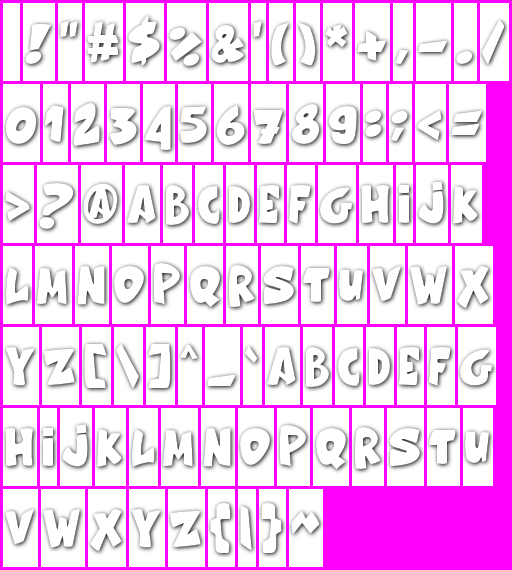 !"#$%&'()*+,-./
0123456789:;<=
>?@ABCDEFGHiJK
LMNOPQRSTUVWX
YZ[\]^_`ABCDEFG
HiJKLMNOPQRSTU
VWXYZ{|}~